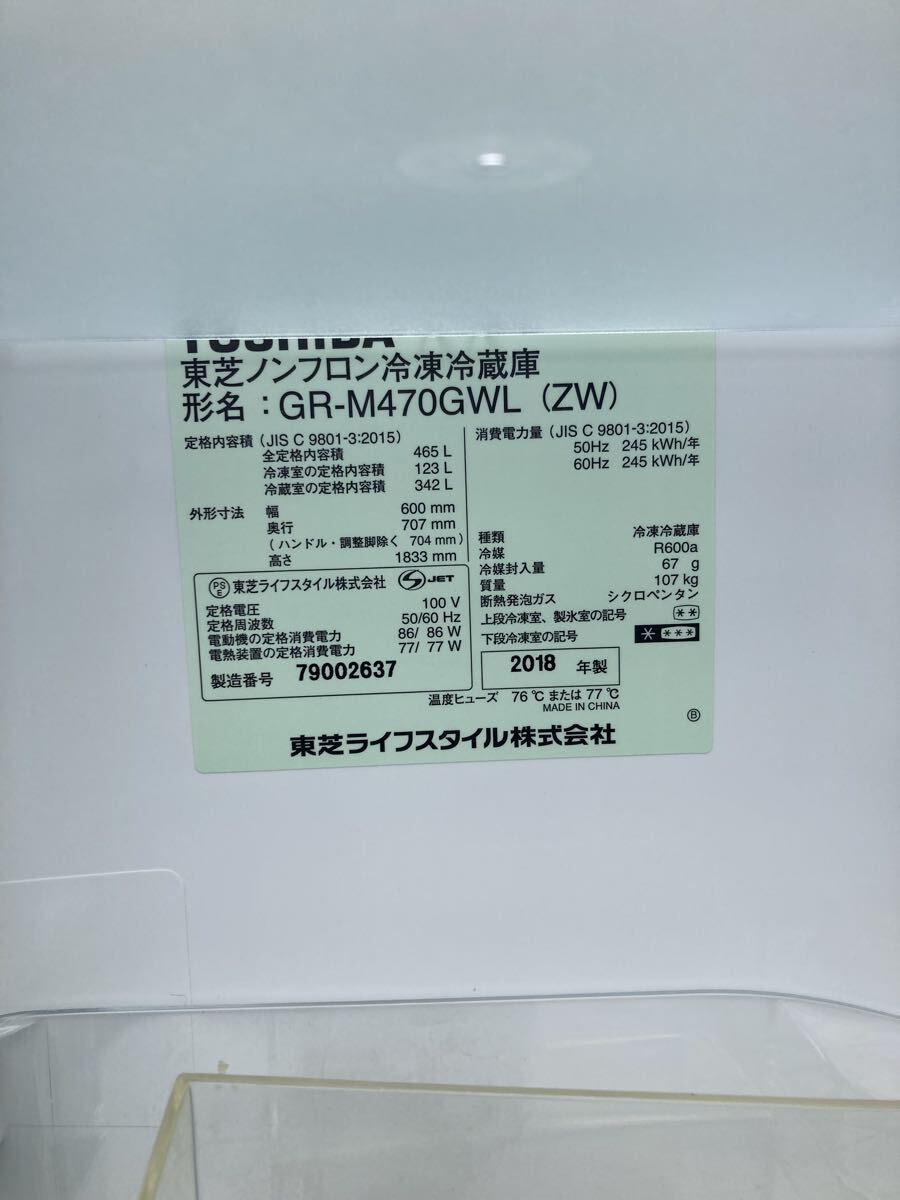 TOSHIBA
東芝ノンフロン冷凍冷蔵庫
形名：GR-M470GWL（ZW）
定格内容積（JIS C 9801-3:2015）
全定格内容積 465 L
冷凍室の定格内容積 123 L
冷蔵室の定格内容積 342 L
外形寸法 幅 600 mm
奥行 707 mm
（ハンドル・調整脚除く 704 mm）
高さ 1833 mm
PS E 東芝ライフスタイル株式会社 S JET
定格電圧 100 V
定格周波数 50/60 Hz
電動機の定格消費電力 86/ 86 W
電熱装置の定格消費電力 77/ 77 W
製造番号 79002637
消費電力量（JIS C 9801-3:2015）
50Hz 245 kWh/年
60Hz 245 kWh/年
種類 冷凍冷蔵庫
冷媒 R600a
冷媒封入量 67 g
質量 107 kg
断熱発泡ガス シクロペンタン
上段冷凍室、製氷室の記号 **
下段冷凍室の記号 * ***
2018 年製
温度ヒューズ 76 ℃ または 77 ℃
MADE IN CHINA
Ⓑ
東芝ライフスタイル株式会社